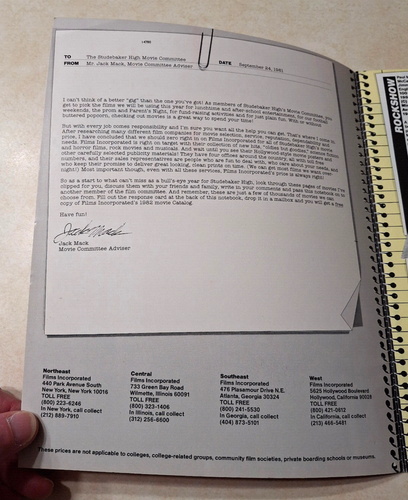 (479E)
TO The Studebaker High Movie Committee
FROM Mr. Jack Mack, Movie Committee Adviser DATE September 24, 1981
I can't think of a better "gig" than the one you've got! As members of Studebaker High's Movie Committee, you
get to pick the films we will be using this year for lunchtime and after-school entertainment, for our football
weekends, the prom and Parent's Night, for fund-raising activities and for just plain fun. With or without
buttered popcorn, checking out movies is a great way to spend your time!
But with every job comes responsibility and I'm sure you want all the help you can get. That's where I come in.
After researching many different film companies for movie selection, service, reputation, dependability and
price, I have concluded that we should zero right in on Films Incorporated for all of Studebaker High's movie
needs. Films Incorporated is right on target with their collection of new hits, "oldies but goodies," fantasy
and horror films, rock movies and musicals. And wait until you see their Hollywood style movie posters and
other carefully selected publicity materials! They have four offices around the country, all with toll free
numbers, and their sales representatives are people who are fun to deal with, who care about your needs, and
who keep their promises to deliver great looking, clean prints on time. (We can get most films we want over-
night!) Most important though, even with all these services, Films Incorporated's price is always right!
So as a start to what can't miss as a bull's-eye year for Studebaker High, look through these pages of movies I've
clipped for you, discuss them with your friends and family, write in your comments and pass this notebook on to
another member of the film committee. And remember, these are just a few of thousands of movies we can
choose from. Fill out the response card at the back of this notebook, drop it in a mailbox and you will get a free
copy of Films Incorporated's 1982 movie Catalog.
Have fun!
Jack Mack
Jack Mack
Movie Committee Adviser
Northeast
Films Incorporated
440 Park Avenue South
New York, New York 10016
TOLL FREE
(800) 223-6246
In New York, call collect
(212) 889-7910
Central
Films Incorporated
733 Green Bay Road
Wilmette, Illinois 60091
TOLL FREE
(800) 323-1406
In Illinois, call collect
(312) 256-6600
Southeast
Films Incorporated
476 Plasamour Drive N.E.
Atlanta, Georgia 30324
TOLL FREE
(800) 241-5530
In Georgia, call collect
(404) 873-5101
West
Films Incorporated
5625 Hollywood Boulevard
Hollywood, California 90028
TOLL FREE
(800) 421-0612
In California, call collect
(213) 466-5481
These prices are not applicable to colleges, college-related groups, community film societies, private boarding schools or museums.
ROCKSHOW